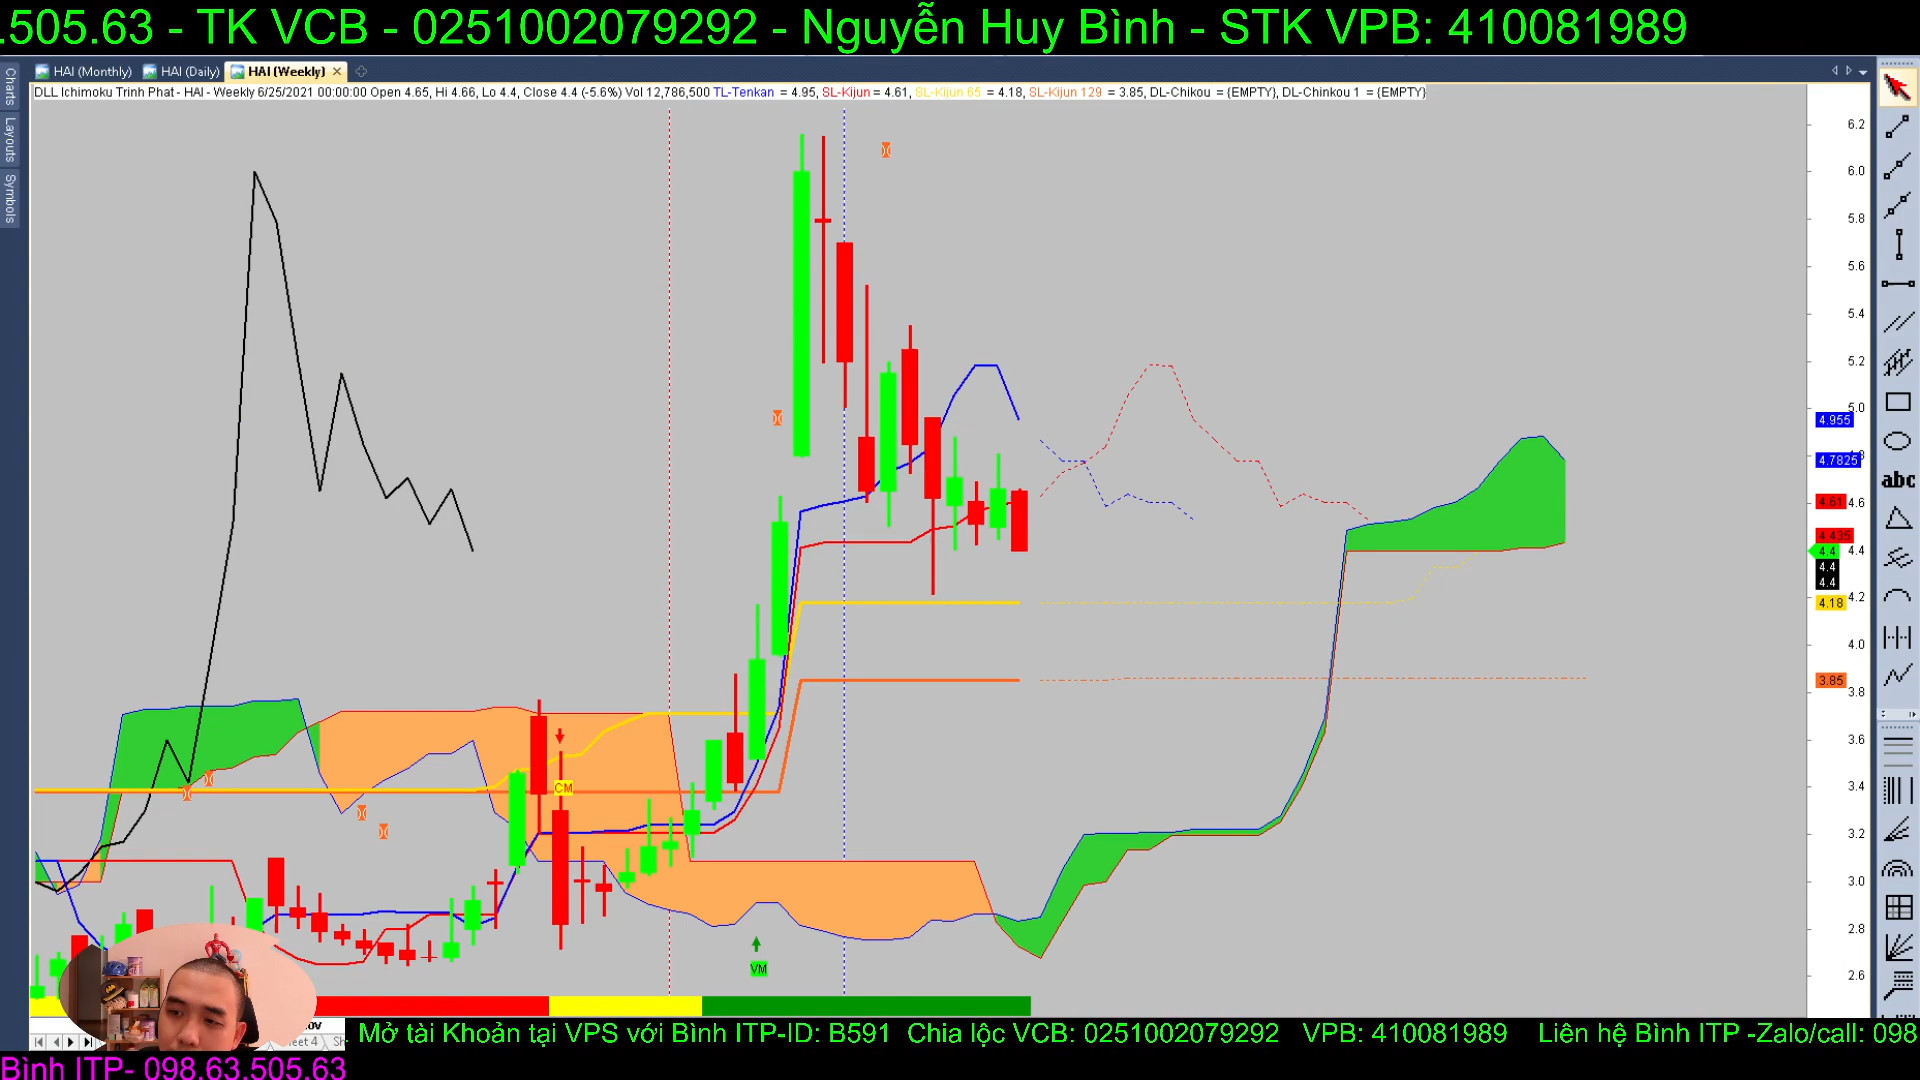 .505.63 - TK VCB - 0251002079292 - Nguyễn Huy Bình - STK VPB: 410081989
HAI (Monthly) HAI (Daily) HAI (Weekly)
Charts
Layouts
Symbols
DLL Ichimoku Trinh Phat - HAI - Weekly 6/25/2021 00:00:00 Open 4.65, Hi 4.66, Lo 4.4, Close 4.4 (-5.6%) Vol 12,786,500 TL-Tenkan = 4.95, SL-Kijun = 4.61, SL-Kijun 65 = 4.18, SL-Kijun 129 = 3.85, DL-Chikou = {EMPTY}, DL-Chinkou 1 = {EMPTY}
6.2
6.0
5.8
5.6
5.4
5.2
5.0
4.955
4.7825
4.61
4.6
4.435
4.4 4.4
4.4
4.4
4.2
4.18
4.0
3.85
3.8
3.6
3.4
3.2
3.0
2.8
2.6
abc
CM
VM
Mở tài Khoản tại VPS với Bình ITP-ID: B591 Chia lộc VCB: 0251002079292 VPB: 410081989 Liên hệ Bình ITP -Zalo/call: 098
eet 4 Sh
Bình ITP- 098.63.505.63